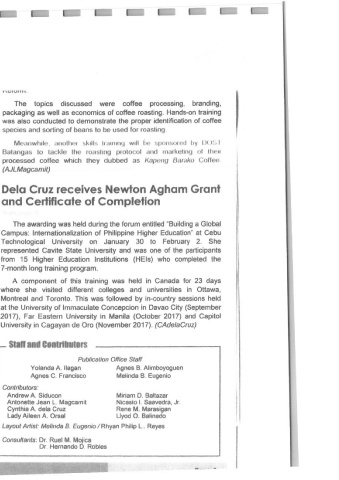 The topics discussed were coffee processing, branding,
packaging as well as economics of coffee roasting. Hands-on training
was also conducted to demonstrate the proper identification of coffee
species and sorting of beans to be used for roasting.
Meanwhile, another skills training will be sponsored by DOST
Batangas to tackle the roasting protocol and marketing of their
processed coffee which they dubbed as Kapeng Barako Coffee.
(AJLMagcamit)
Dela Cruz receives Newton Agham Grant
and Certificate of Completion
The awarding was held during the forum entitled "Building a Global
Campus: Internationalization of Philippine Higher Education" at Cebu
Technological University on January 30 to February 2. She
represented Cavite State University and was one of the participants
from 15 Higher Education Institutions (HEIs) who completed the
7-month long training program.
A component of this training was held in Canada for 23 days
where she visited different colleges and universities in Ottawa,
Montreal and Toronto. This was followed by in-country sessions held
at the University of Immaculate Conception in Davao City (September
2017), Far Eastern University in Manila (October 2017) and Capitol
University in Cagayan de Oro (November 2017). (CAdelaCruz)
Staff and Contributors
Publication Office Staff
Yolanda A. Ilagan Agnes B. Alimboyoguen
Agnes C. Francisco Melinda B. Eugenio
Contributors:
Andrew A. Siducon Miriam D. Baltazar
Antonette Jean L. Magcamit Nicasio I. Saavedra, Jr.
Cynthia A. dela Cruz Rene M. Marasigan
Lady Aileen A. Orsal Llyod O. Balinado
Layout Artist: Melinda B. Eugenio / Rhyan Philip L.. Reyes
Consultants: Dr. Rual M. Mojica
Dr Hernando D. Robles